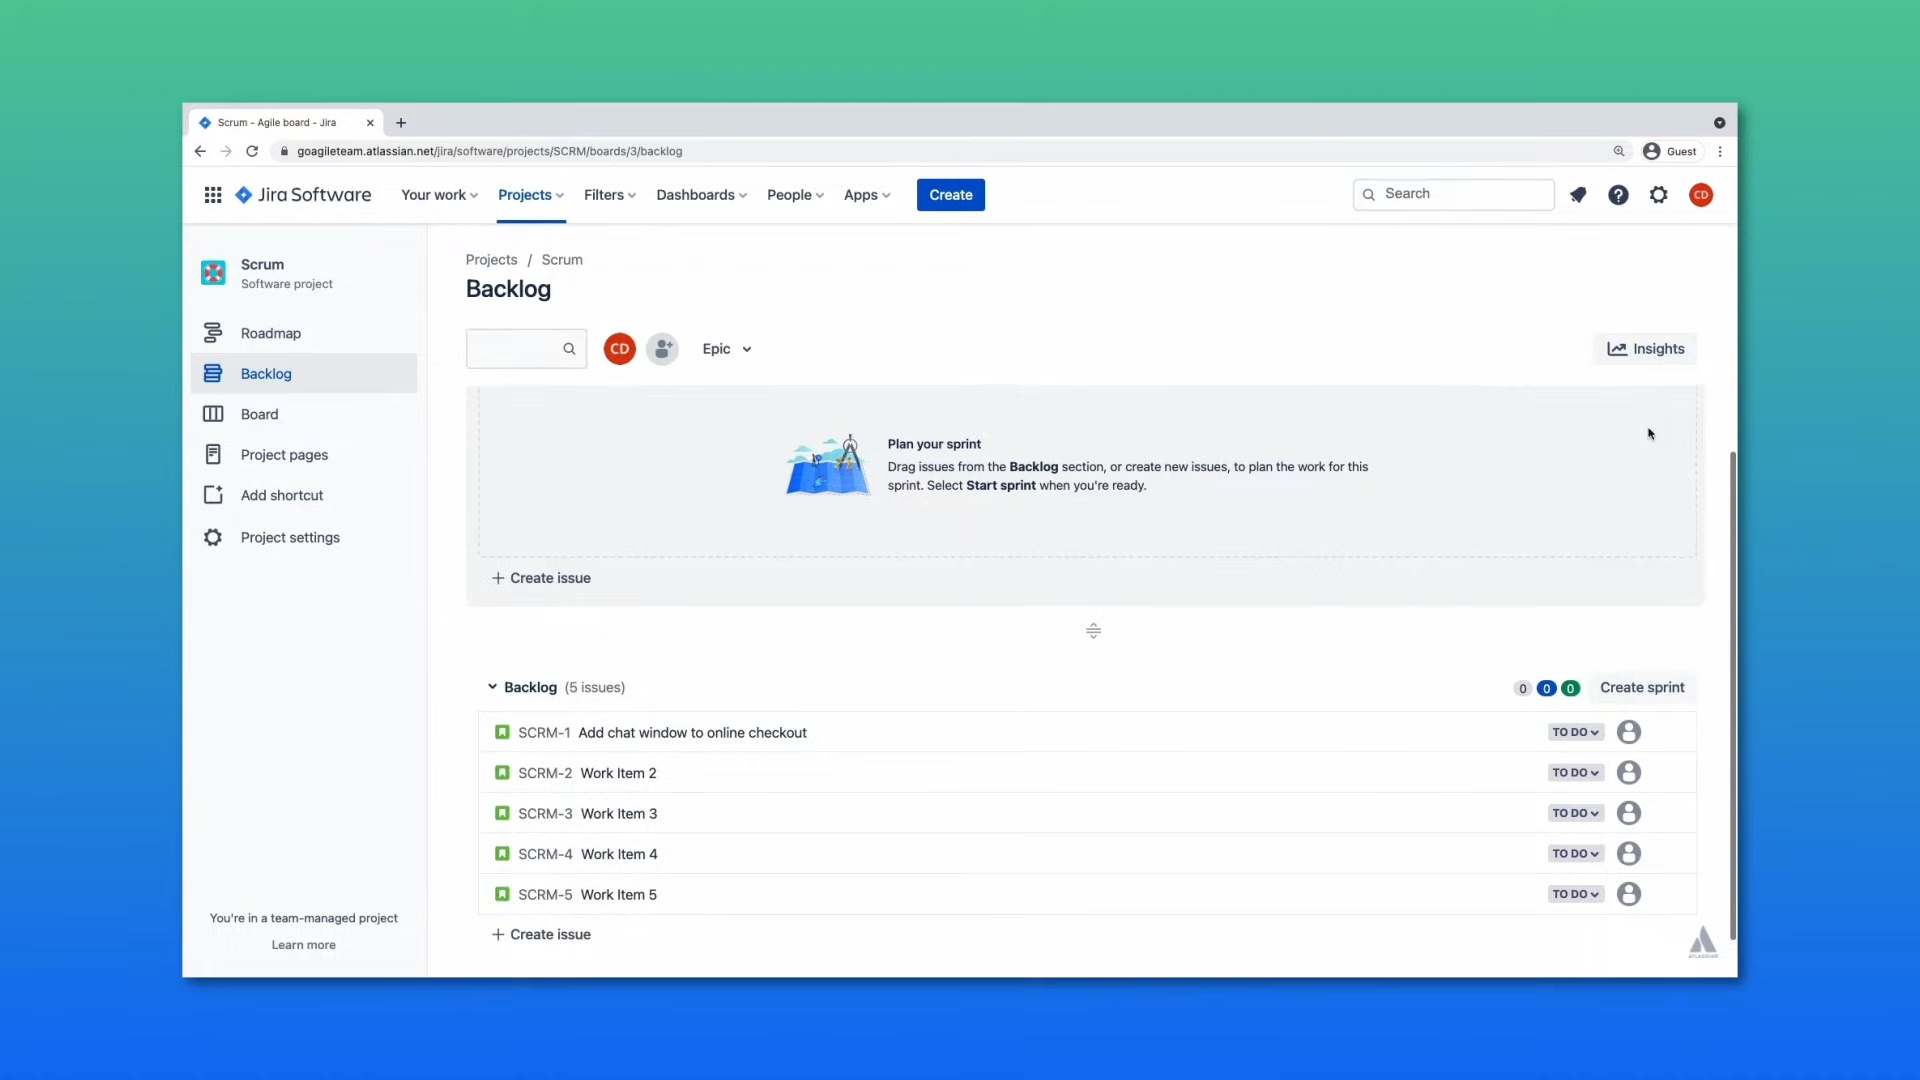 Scrum - Agile board - Jira
goagileteam.atlassian.net/jira/software/projects/SCRM/boards/3/backlog
Guest
Jira Software
Your work
Projects
Filters
Dashboards
People
Apps
Create
Search
CD
Scrum
Software project
Roadmap
Backlog
Board
Project pages
Add shortcut
Project settings
You're in a team-managed project
Learn more
Projects / Scrum
Backlog
CD
Epic
Insights
Plan your sprint
Drag issues from the Backlog section, or create new issues, to plan the work for this
sprint. Select Start sprint when you're ready.
+ Create issue
Backlog (5 issues)
0 0 0
Create sprint
SCRM-1 Add chat window to online checkout TO DO
SCRM-2 Work Item 2 TO DO
SCRM-3 Work Item 3 TO DO
SCRM-4 Work Item 4 TO DO
SCRM-5 Work Item 5 TO DO
+ Create issue
ATLASSIAN